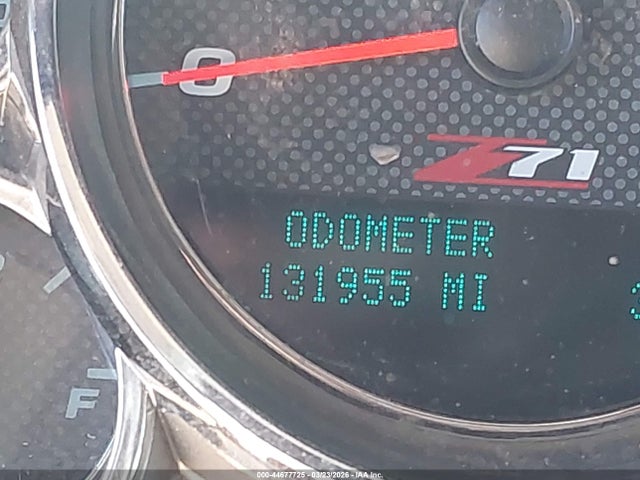 0
Z71
ODOMETER
131955 MI
F
000-44677725 - 03/23/2026 - IAA Inc.